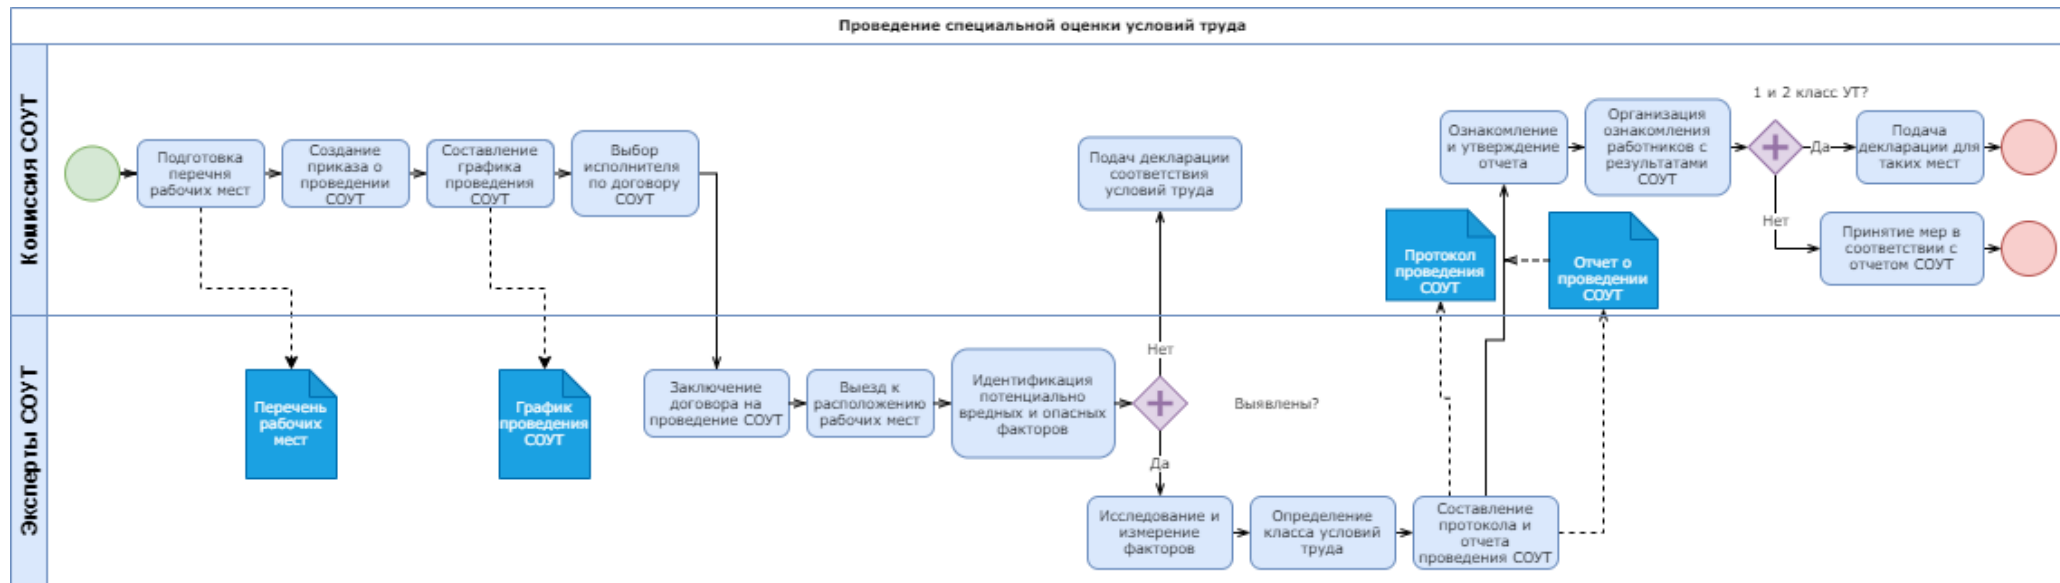 Проведение специальной оценки условий труда
Комиссия СОУТ
Подготовка
перечня
рабочих мест
Создание
приказа о
проведении
СОУТ
Составление
графика
проведения
СОУТ
Выбор
исполнителя
по договору
СОУТ
Подач декларации
соответствия
условий труда
Ознакомление
и утверждение
отчета
Организация
ознакомления
работников с
результатами
СОУТ
1 и 2 класс УТ?
Да
Подача
декларации для
таких мест
Нет
Принятие мер в
соответствии с
отчетом СОУТ
Протокол
проведения
СОУТ
Отчет о
проведении
СОУТ
Эксперты СОУТ
Перечень
рабочих
мест
График
проведения
СОУТ
Заключение
договора на
проведение СОУТ
Выезд к
расположению
рабочих мест
Идентификация
потенциально
вредных и опасных
факторов
Нет
Выявлены?
Да
Исследование и
измерение
факторов
Определение
класса условий
труда
Составление
протокола и
отчета
проведения СОУТ